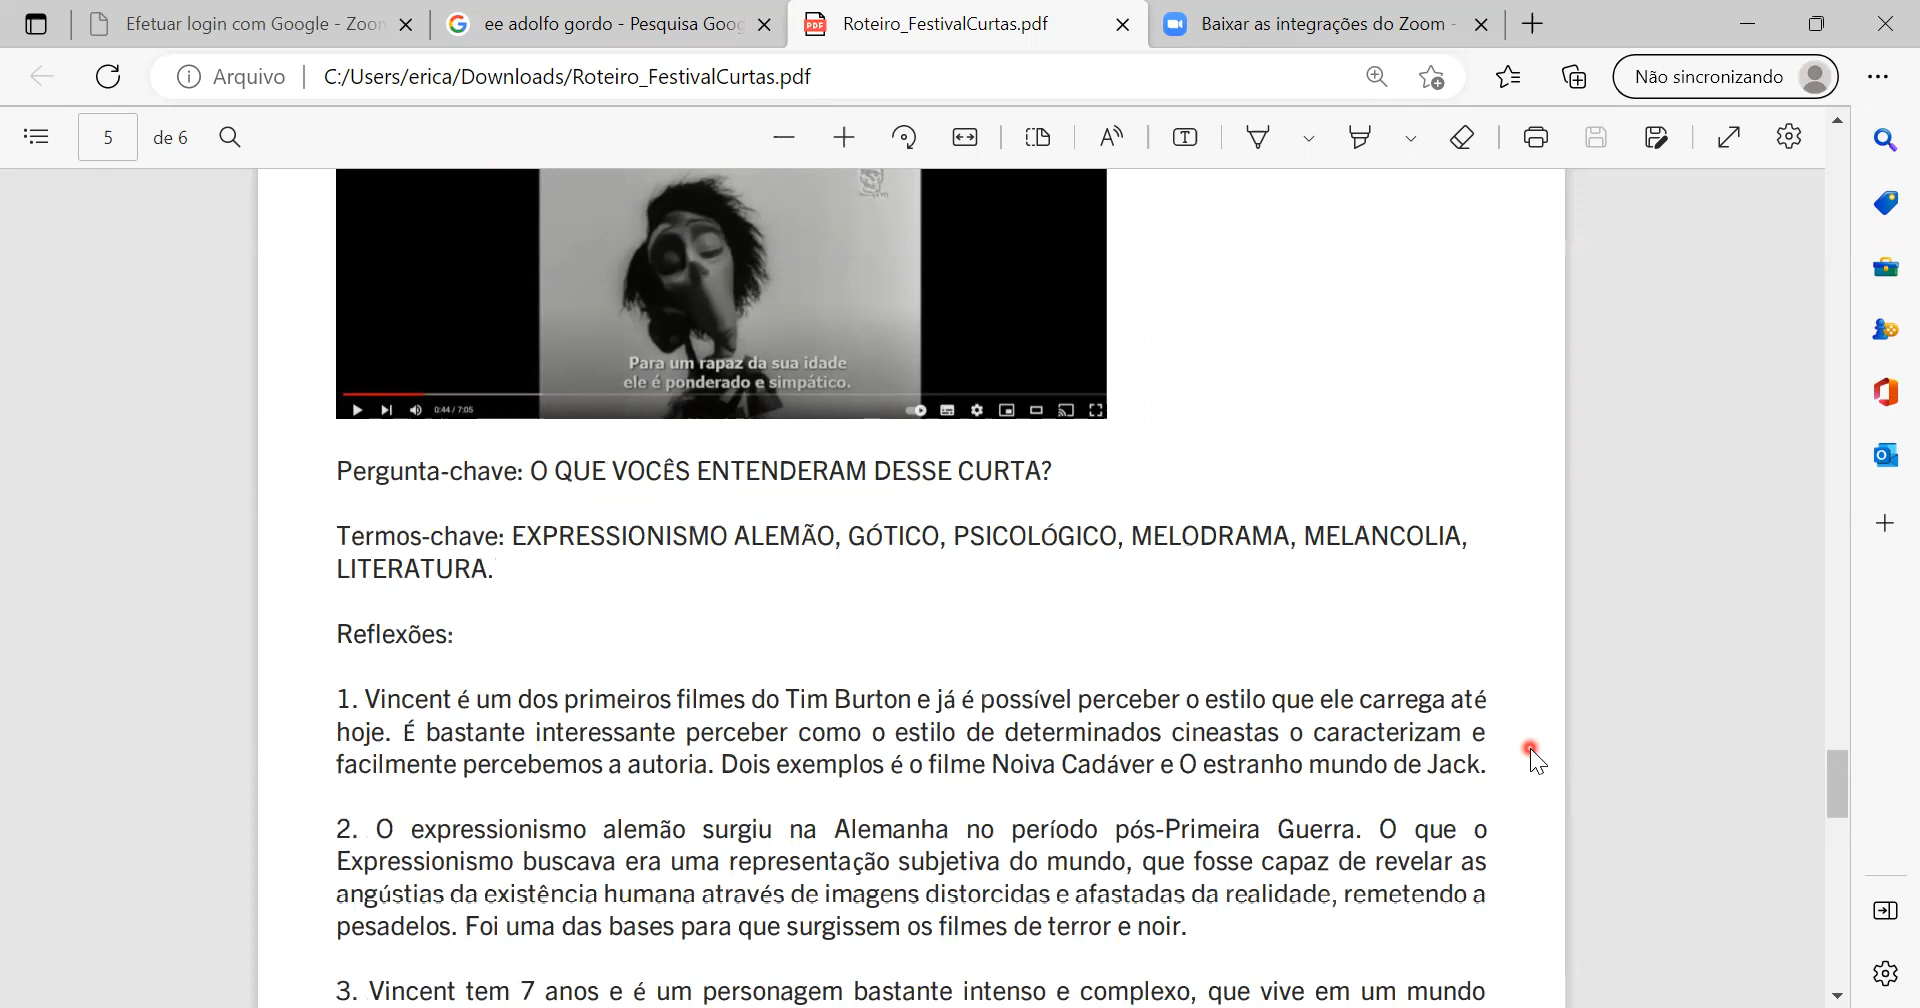 Efetuar login com Google - Zoom
ee adolfo gordo - Pesquisa Goog
PDF
Roteiro_FestivalCurtas.pdf
Baixar as integrações do Zoom -
Arquivo
C:/Users/erica/Downloads/Roteiro_FestivalCurtas.pdf
Não sincronizando
5
de 6
Para um rapaz da sua idade
ele é ponderado e simpático.
0:44 / 7:05
Pergunta-chave: O QUE VOCÊS ENTENDERAM DESSE CURTA?
Termos-chave: EXPRESSIONISMO ALEMÃO, GÓTICO, PSICOLÓGICO, MELODRAMA, MELANCOLIA,
LITERATURA.
Reflexões:
1. Vincent é um dos primeiros filmes do Tim Burton e já é possível perceber o estilo que ele carrega até
hoje. É bastante interessante perceber como o estilo de determinados cineastas o caracterizam e
facilmente percebemos a autoria. Dois exemplos é o filme Noiva Cadáver e O estranho mundo de Jack.
2. O expressionismo alemão surgiu na Alemanha no período pós-Primeira Guerra. O que o
Expressionismo buscava era uma representação subjetiva do mundo, que fosse capaz de revelar as
angústias da existência humana através de imagens distorcidas e afastadas da realidade, remetendo a
pesadelos. Foi uma das bases para que surgissem os filmes de terror e noir.
3. Vincent tem 7 anos e é um personagem bastante intenso e complexo, que vive em um mundo